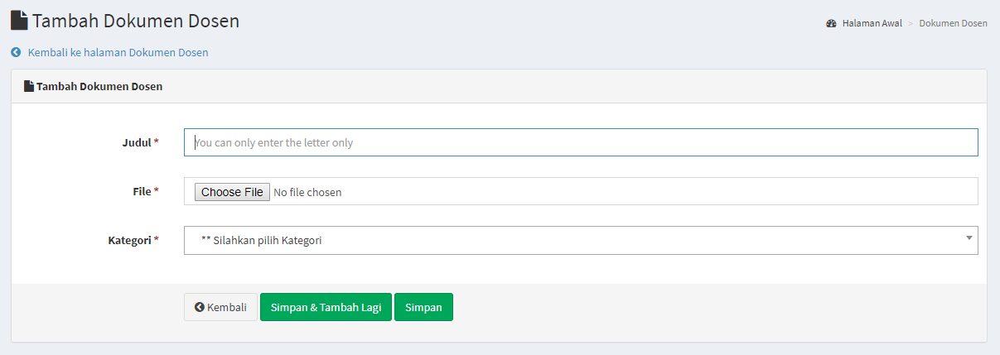 Tambah Dokumen Dosen
Halaman Awal > Dokumen Dosen
Kembali ke halaman Dokumen Dosen
Tambah Dokumen Dosen
Judul *
You can only enter the letter only
File *
Choose File No file chosen
Kategori *
** Silahkan pilih Kategori
Kembali
Simpan & Tambah Lagi
Simpan